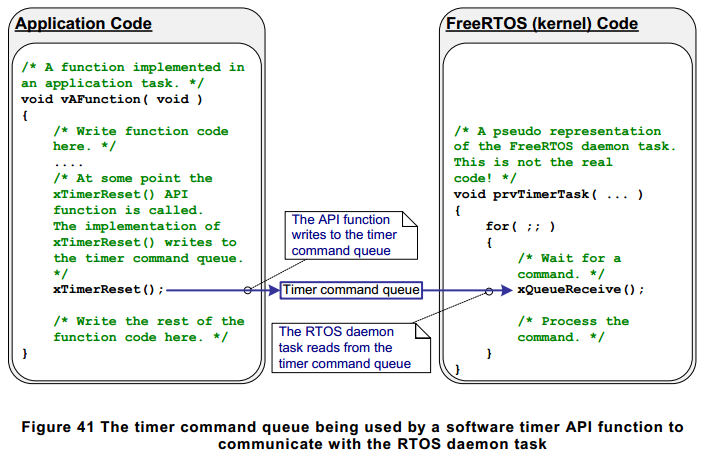 Application Code
/* A function implemented in
an application task. */
void vAFunction( void )
{
/* Write function code
here. */
....
/* At some point the
xTimerReset() API
function is called.
The implementation of
xTimerReset() writes to
the timer command queue.
*/
xTimerReset();
/* Write the rest of the
function code here. */
}
The API function
writes to the timer
command queue
Timer command queue
The RTOS daemon
task reads from the
timer command queue
FreeRTOS (kernel) Code
/* A pseudo representation
of the FreeRTOS daemon task.
This is not the real
code! */
void prvTimerTask( ... )
{
for( ;; )
{
/* Wait for a
command. */
xQueueReceive();
/* Process the
command. */
}
}
Figure 41 The timer command queue being used by a software timer API function to
communicate with the RTOS daemon task